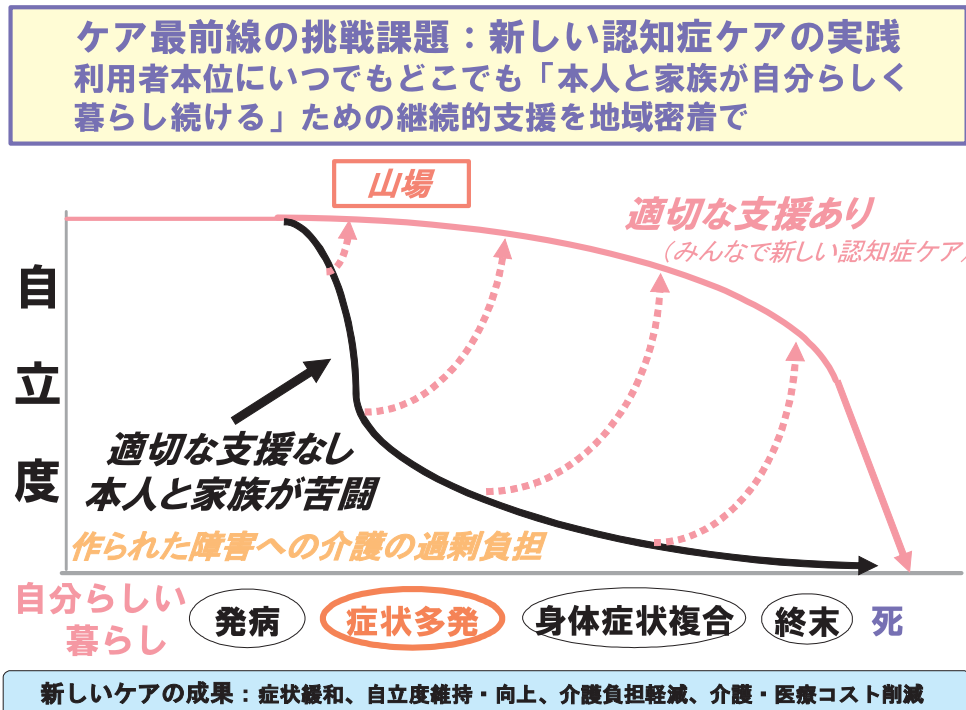 ケア最前線の挑戦課題：新しい認知症ケアの実践
利用者本位にいつでもどこでも「本人と家族が自分らしく
暮らし続ける」ための継続的支援を地域密着で
山場
適切な支援あり
（みんなで新しい認知症ケア）
自立度
適切な支援なし
本人と家族が苦闘
作られた障害への介護の過剰負担
自分らしい
暮らし
発病 症状多発 身体症状複合 終末 死
新しいケアの成果：症状緩和、自立度維持・向上、介護負担軽減、介護・医療コスト削減